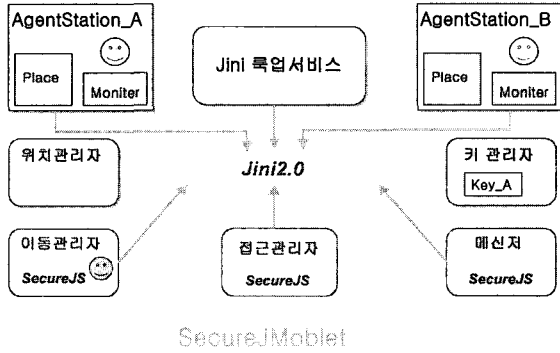 AgentStation_A
Place
Moniter
Jini 룩업서비스
AgentStation_B
Place
Moniter
위치관리자
Jini2.0
키 관리자
Key_A
이동관리자
SecureJS
접근관리자
SecureJS
메신저
SecureJS
SecureJMoblet